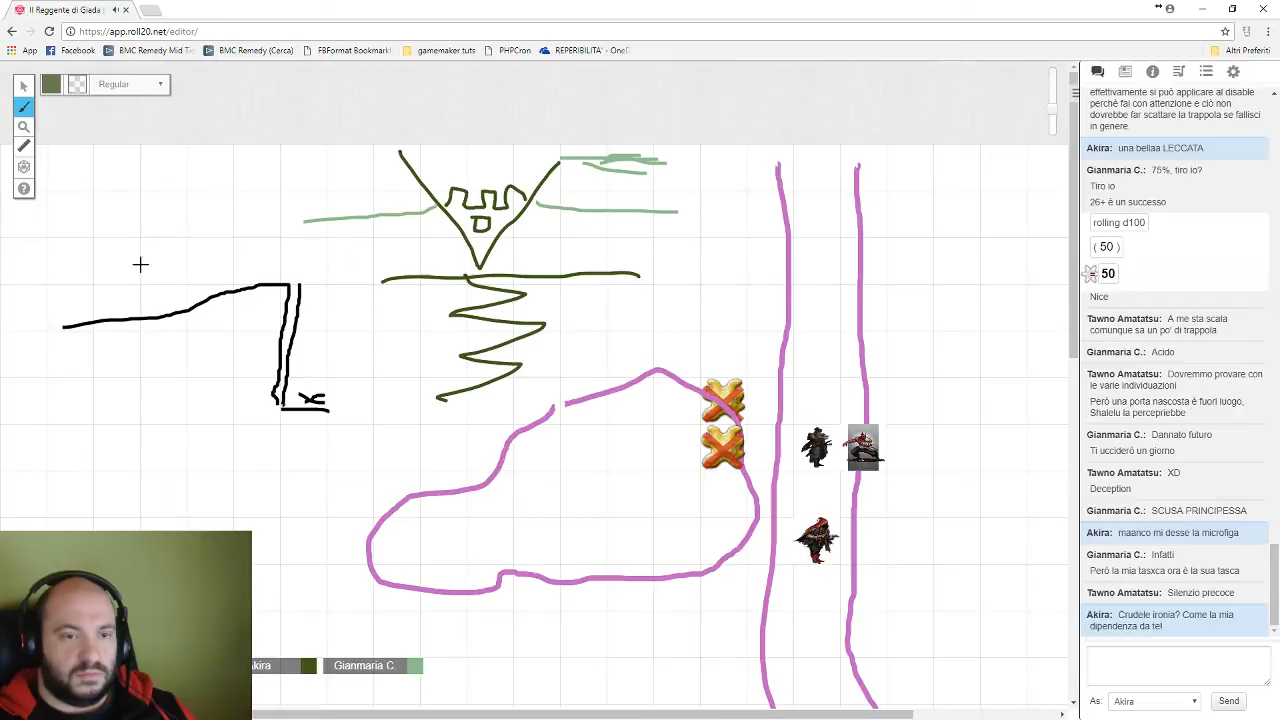 Il Reggente di Giada |
https://app.roll20.net/editor/
App
Facebook
BMC Remedy Mid Tie
BMC Remedy (Cerca)
FBFormat Bookmark!
gamemaker tuts
PHPCron
REPERIBILITA' - OneD
Altri Preferiti
Regular
effettivamente si può applicare al disable
perchè fai con attenzione e ciò non
dovrebbe far scattare la trappola se fallisci
in genere.
Akira: una bellaa LECCATA
Gianmaria C.: 75%, tiro io?
Tiro io
26+ è un successo
rolling d100
( 50 )
= 50
Nice
Tawno Amatatsu: A me sta scala
comunque sa un po' di trappola
Gianmaria C.: Acido
Tawno Amatatsu: Dovremmo provare con
le varie individuazioni
Però una porta nascosta è fuori luogo,
Shalelu la percepriebbe
Gianmaria C.: Dannato futuro
Ti ucciderò un giorno
Tawno Amatatsu: XD
Deception
Gianmaria C.: SCUSA PRINCIPESSA
Akira: maanco mi desse la microfiga
Gianmaria C.: Infatti
Però la mia tasxca ora è la sua tasca
Tawno Amatatsu: Silenzio precoce
Akira: Crudele ironia? Come la mia
dipendenza da te!
Akira
Gianmaria C.
As:
Akira
Send